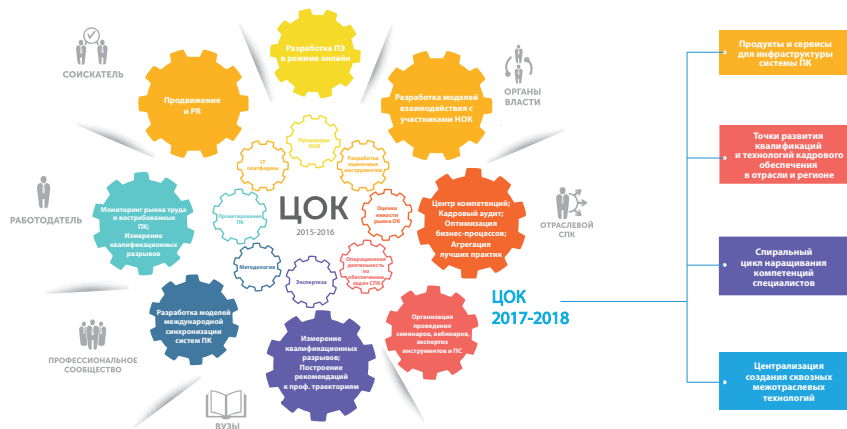 СОИСКАТЕЛЬ
Разработка ПЭ
в режиме онлайн
ОРГАНЫ
ВЛАСТИ
Продвижение
и PR
Разработка моделей
взаимодействия с
участниками НОК
Процедуры
НОК
IT
платформы
Разработка
оценочных
инструментов
РАБОТОДАТЕЛЬ
Мониторинг рынка труда
и востребованных
ПК;
Измерение
квалификационных
разрывов
Проектирование
ПК
ЦОК
2015-2016
Оценка
емкости
рынка ОК
Центр компетенций;
Кадровый аудит;
Оптимизация
бизнес-процессов;
Агрегация
лучших практик
ОТРАСЛЕВОЙ
СПК
Методология
Экспертиза
Операционная
деятельность
по
обеспечению
задач СПК
ПРОФЕССИОНАЛЬНОЕ
СООБЩЕСТВО
Разработка моделей
международной
синхронизации
систем ПК
Измерение
квалификационных
разрывов;
Построение
рекомендаций
к проф. траекториям
Организация
проведения
семинаров, вебинаров,
экспертиз
инструментов и ПС
ВУЗЫ
ЦОК
2017-2018
Продукты и сервисы
для инфраструктуры
системы ПК
Точки развития
квалификаций
и технологий кадрового
обеспечения
в отрасли и регионе
Спиральный
цикл наращивания
компетенций
специалистов
Централизация
создания сквозных
межотраслевых
технологий